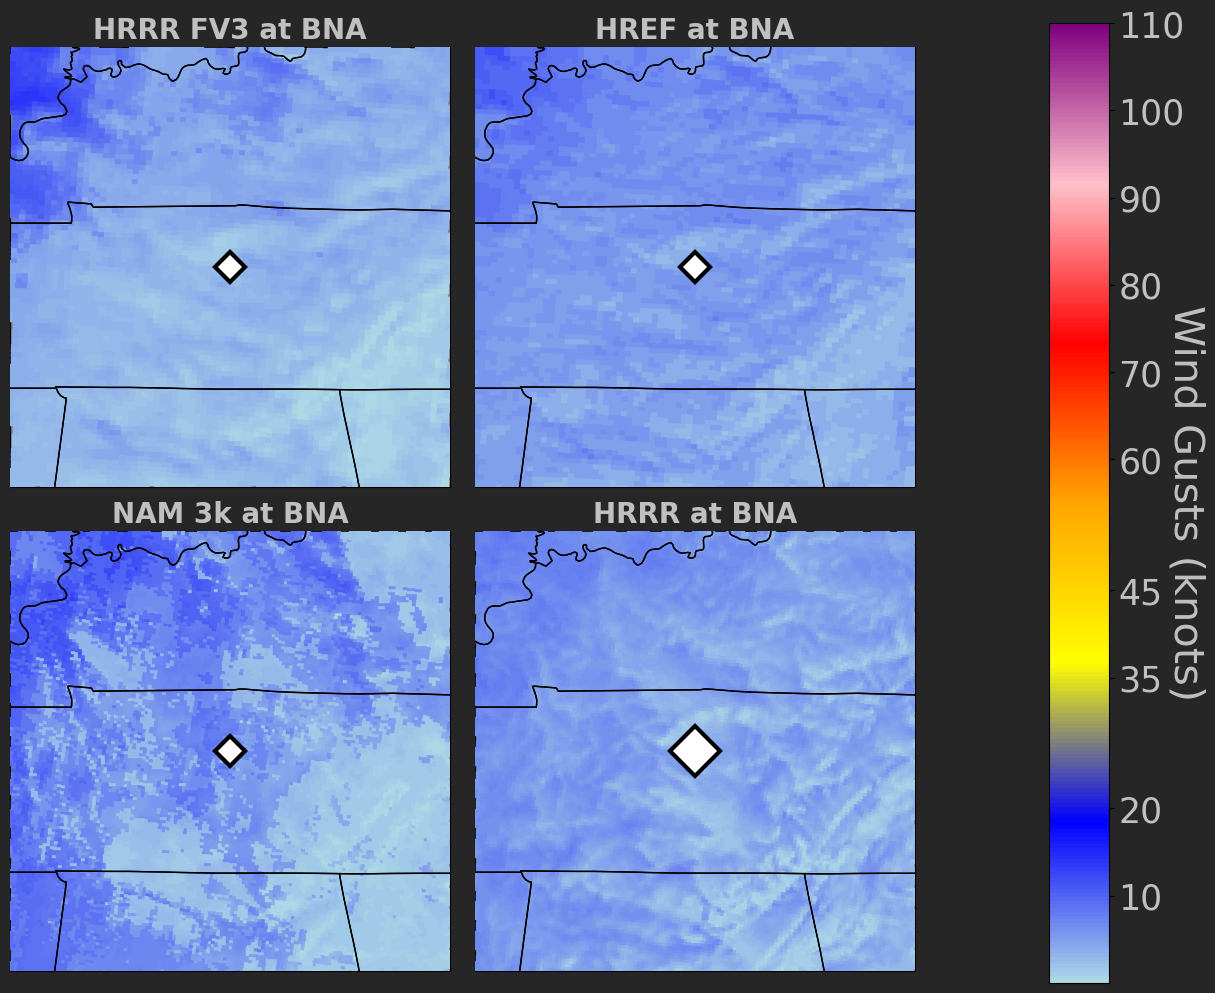 HRRR FV3 at BNA
HREF at BNA
NAM 3k at BNA
HRRR at BNA
110
100
90
80
70
60
45
35
20
10
Wind Gusts (knots)